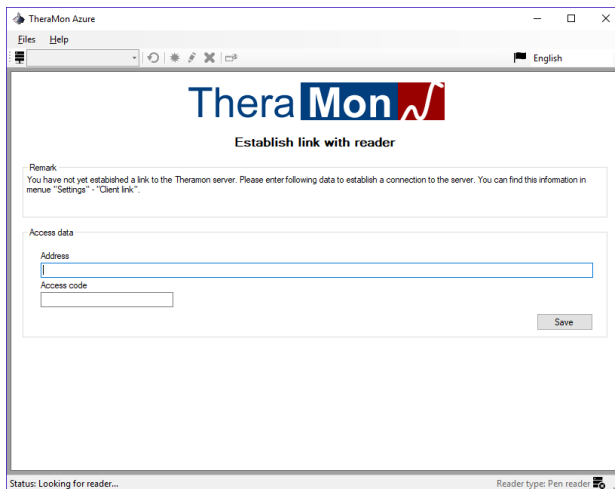 TheraMon Azure
Files Help
English
Thera Mon
Establish link with reader
Remark
You have not yet estabished a link to the Theramon server. Please enter following data to establish a connection to the server. You can find this information in
menue "Settings" - "Client link".
Access data
Address
Access code
Save
Status: Looking for reader...
Reader type: Pen reader